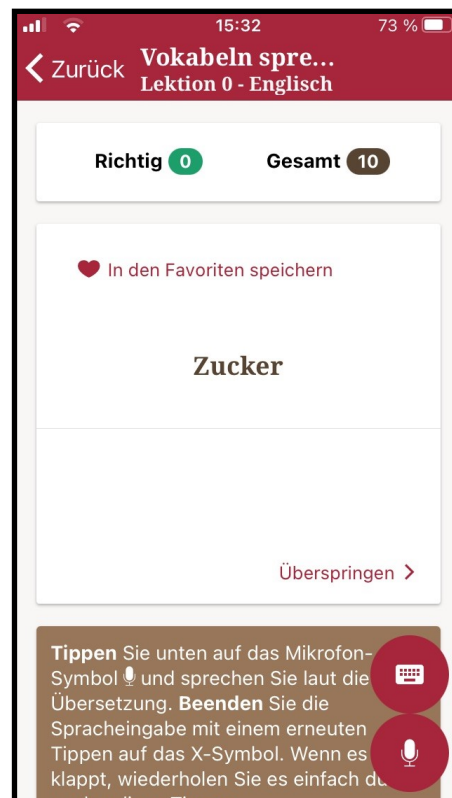 15:32
73 %
Zurück
Vokabeln spre...
Lektion 0 - Englisch
Richtig 0
Gesamt 10
In den Favoriten speichern
Zucker
Überspringen
Tippen Sie unten auf das Mikrofon-
Symbol und sprechen Sie laut die
Übersetzung. Beenden Sie die
Spracheingabe mit einem erneuten
Tippen auf das X-Symbol. Wenn es
klappt, wiederholen Sie es einfach